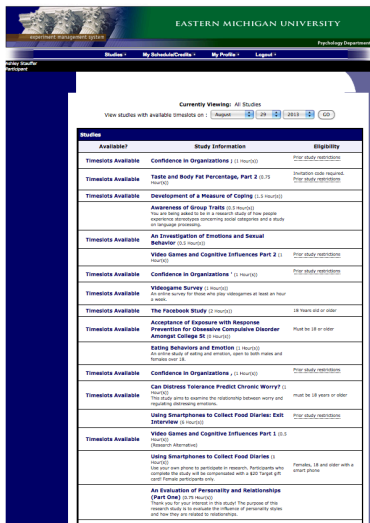 EASTERN MICHIGAN UNIVERSITY
experiment management system
Psychology Department
Studies My Schedule/Credits My Profile Logout
Ashley Stauffer
Participant
Currently Viewing: All Studies
View studies with available timeslots on : August 29 2015 GO
Studies
Available? Study Information Eligibility
Timeslots Available Confidence in Organizations ; (1 Hour(s)) Prior study restrictions
Timeslots Available Taste and Body Fat Percentage, Part 2 (0.75 Invitation code required.
Hour(s)) Prior study restrictions
Timeslots Available Development of a Measure of Coping (1.5 Hour(s))
Awareness of Group Traits (0.5 Hour(s))
You are being asked to be in a research study of how people
experience stereotypes concerning social categories and a study
on language processing.
Timeslots Available An Investigation of Emotions and Sexual
Behavior (0.5 Hour(s))
Video Games and Cognitive Influences Part 2 (1 Prior study restrictions
Hour(s))
Timeslots Available Confidence in Organizations ' (1 Hour(s)) Prior study restrictions
Timeslots Available Videogame Survey (1 Hour(s))
An online survey for those who play videogames at least an hour
a week.
Timeslots Available The Facebook Study (2 Hour(s)) 18 Years old or older
Timeslots Available Acceptance of Exposure with Response
Prevention for Obsessive Compulsive Disorder Must be 18 or older
Amongst College St (0 Hour(s))
Eating Behaviors and Emotion (1 Hour(s))
An online study of eating and emotion, open to both males and
females over 18.
Timeslots Available Confidence in Organizations , (1 Hour(s)) Prior study restrictions
Timeslots Available Can Distress Tolerance Predict Chronic Worry? (1
Hour(s)) must be 18 years or older
This study aims to examine the relationship between worry and
regulating distressing emotions.
Using Smartphones to Collect Food Diaries: Exit Prior study restrictions
Interview (6 Hour(s))
Timeslots Available Video Games and Cognitive Influences Part 1 (0.5
Hour(s))
(Research Alternative)
Using Smartphones to Collect Food Diaries
Hour(s))
Use your own phone to participate in research. Participants who Females, 18 and older with a
complete the study will be compensated with a $20 Target gift smart phone
card! Female participants only.
An Evaluation of Personality and Relationships
(Part One) (0.75 Hour(s))
Thank you for your interest in this study! The purpose of this
research study is to evaluate the influence of personality styles
and how they are related to relationships.